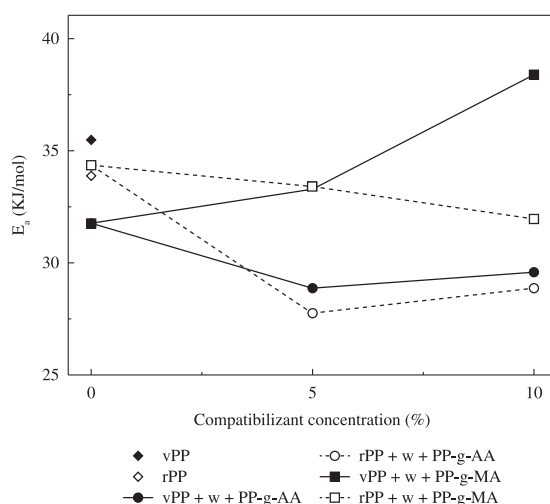 40
35
30
25
E_a (KJ/mol)
0
5
10
Compatibilizant concentration (%)
vPP
rPP
vPP + w + PP-g-AA
rPP + w + PP-g-AA
vPP + w + PP-g-MA
rPP + w + PP-g-MA